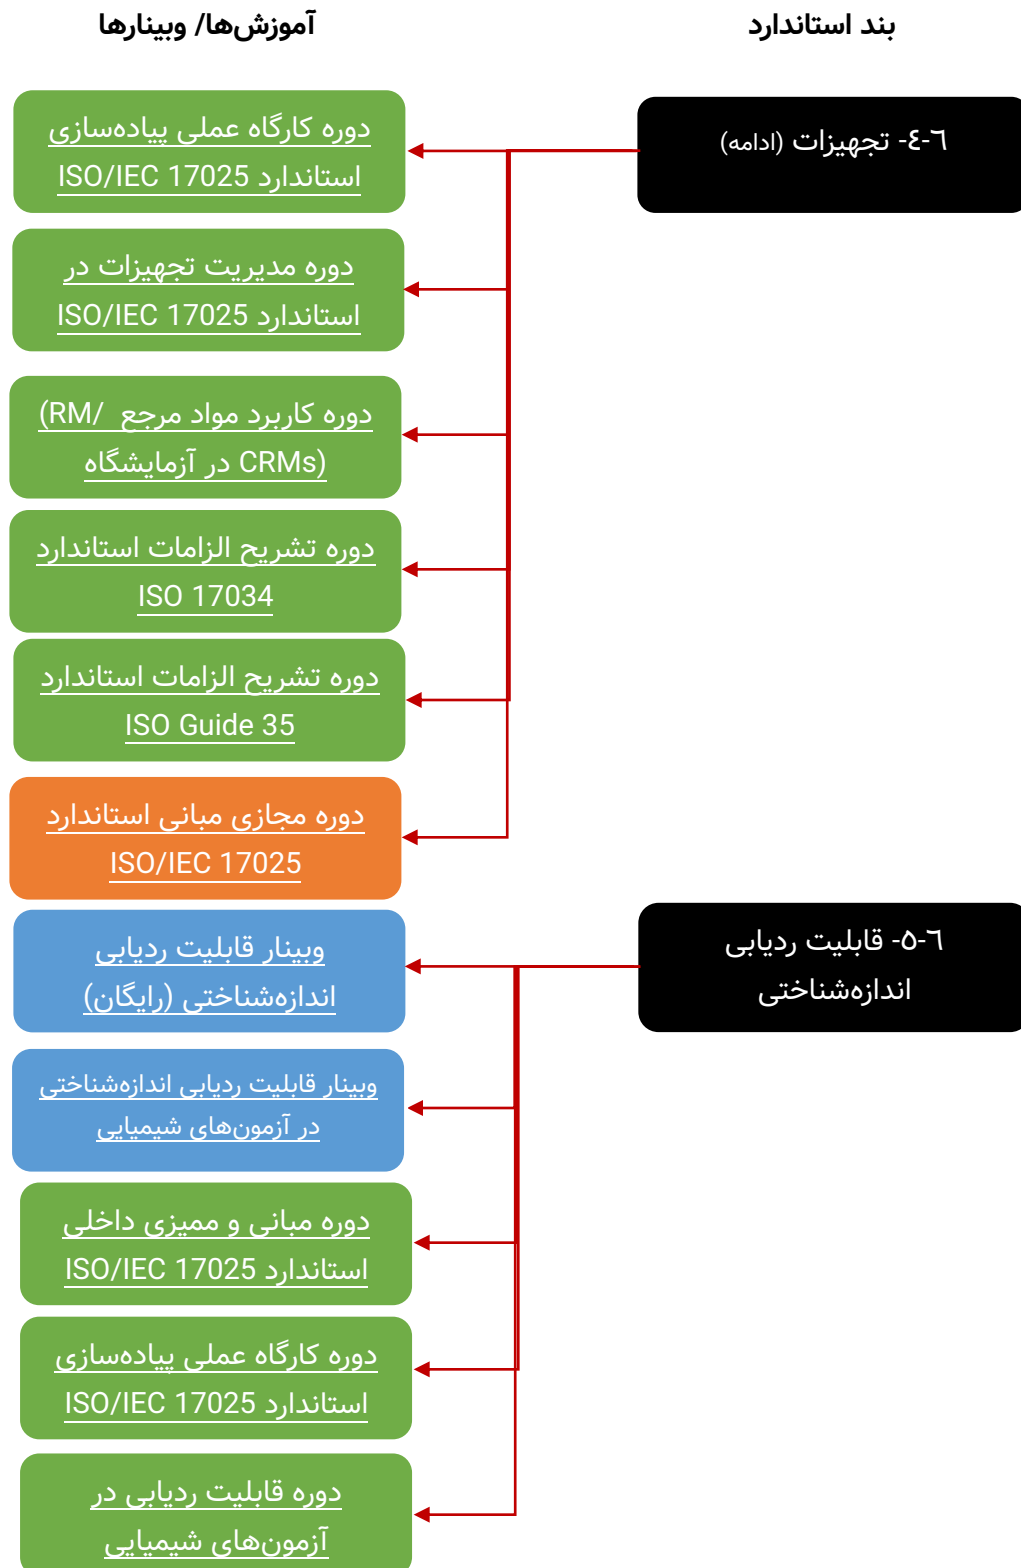 بند استاندارد
آموزش‌ها/ وبینارها
٦-٤- تجهیزات (ادامه)
دوره کارگاه عملی پیاده‌سازی
استاندارد ISO/IEC 17025
دوره مدیریت تجهیزات در
استاندارد ISO/IEC 17025
دوره کاربرد مواد مرجع (RM/
CRMs) در آزمایشگاه
دوره تشریح الزامات استاندارد
ISO 17034
دوره تشریح الزامات استاندارد
ISO Guide 35
دوره مجازی مبانی استاندارد
ISO/IEC 17025
٦-٥- قابلیت ردیابی
اندازه‌شناختی
وبینار قابلیت ردیابی
اندازه‌شناختی (رایگان)
وبینار قابلیت ردیابی اندازه‌شناختی
در آزمون‌های شیمیایی
دوره مبانی و ممیزی داخلی
استاندارد ISO/IEC 17025
دوره کارگاه عملی پیاده‌سازی
استاندارد ISO/IEC 17025
دوره قابلیت ردیابی در
آزمون‌های شیمیایی